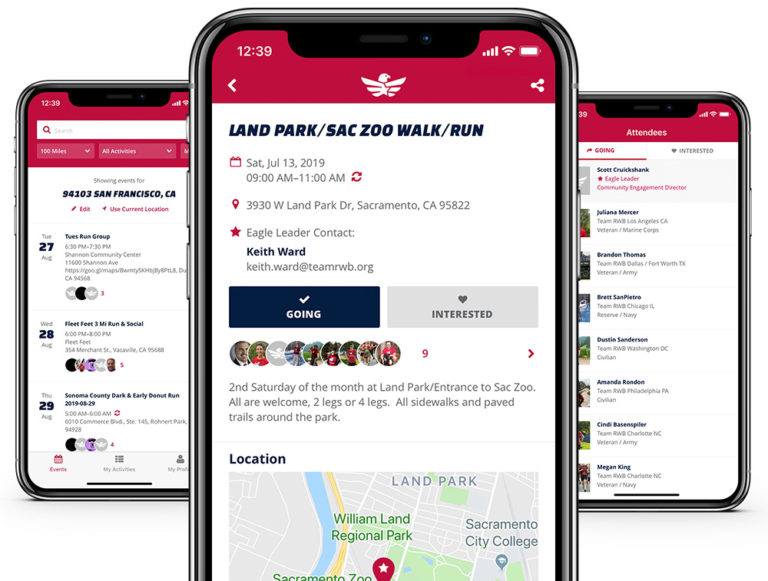 12:39
Search
100 Miles
All Activities
M
Showing events for
94103 SAN FRANCISCO, CA
Edit
Use Current Location
Tue
27
Aug
Tues Run Group
6:30 PM–7:30 PM
Shannon Community Center
11600 Shannon Ave
CA 94568
3
Wed
28
Aug
Fleet Feet 3 Mi Run & Social
6:00 PM–8:00 PM
Fleet Feet
354 Merchant St., Vacaville, CA 95688
5
Thu
29
Aug
Sonoma County Dark & Early Donut Run
2019-08-29
5:00 AM–6:00 AM
6010 Commerce Blvd., Ste. 145, Rohnert Park,
94928
4
Events
My Activities
My Prof
12:39
LAND PARK/SAC ZOO WALK/RUN
Sat, Jul 13, 2019
09:00 AM–11:00 AM
3930 W Land Park Dr, Sacramento, CA 95822
Eagle Leader Contact:
Keith Ward
keith.ward@teamrwb.org
GOING
INTERESTED
9
2nd Saturday of the month at Land Park/Entrance to Sac Zoo.
All are welcome, 2 legs or 4 legs.  All sidewalks and paved
trails around the park.
Location
LAND PARK
William Land
Regional Park
Sacramento
City College
Sacramento Zoo
39
Attendees
GOING
INTERESTED
Scott Cruickshank
Eagle Leader
Community Engagement Director
Juliana Mercer
Team RWB Los Angeles CA
Veteran / Marine Corps
Brandon Thomas
Team RWB Dallas / Fort Worth TX
Veteran / Army
Brett SanPietro
Team RWB Chicago IL
Reserve / Navy
Dustin Sanderson
Team RWB Washington DC
Civilian
Amanda Rondon
Team RWB Philadelphia PA
Civilian
Cindi Basenspiler
Team RWB Charlotte NC
Veteran / Army
Megan King
Team RWB Charlotte NC
Veteran / Navy